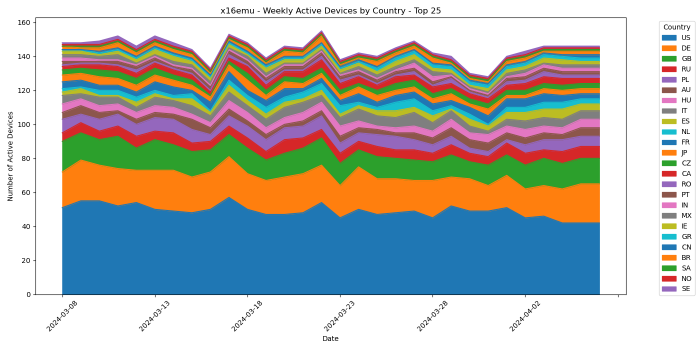 x16emu - Weekly Active Devices by Country - Top 25
Number of Active Devices
160
140
120
100
80
60
40
20
0
2024-03-08
2024-03-13
2024-03-18
2024-03-23
2024-03-28
2024-04-02
Date
Country
US
DE
GB
RU
PL
AU
HU
IT
ES
NL
FR
JP
CZ
CA
RO
PT
IN
MX
IE
GR
CN
BR
SA
NO
SE